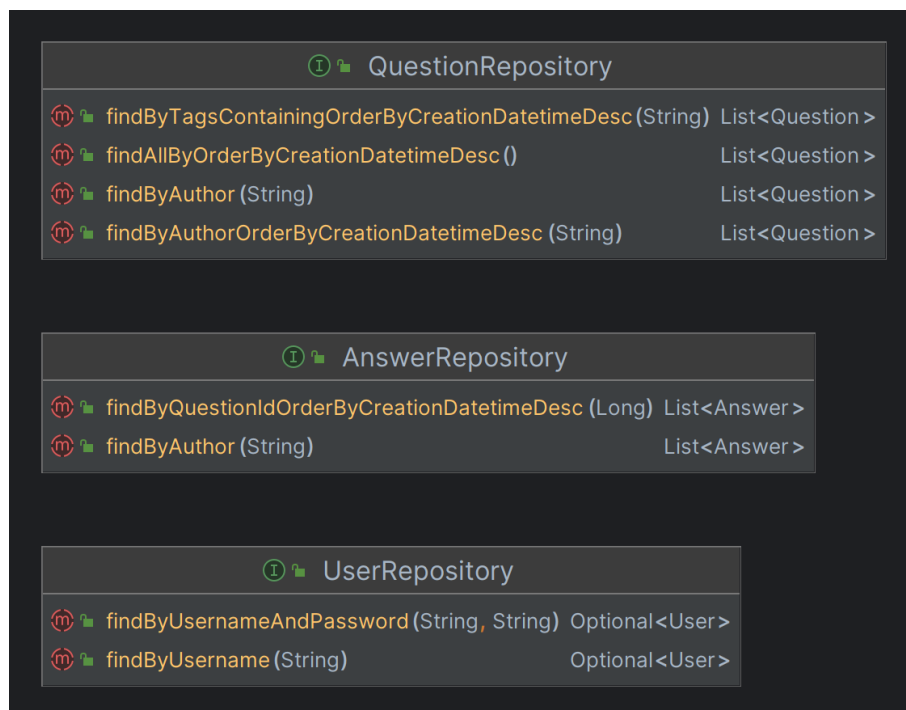 QuestionRepository
findByTagsContainingOrderByCreationDatetimeDesc(String) List<Question>
findAllByOrderByCreationDatetimeDesc() List<Question>
findByAuthor(String) List<Question>
findByAuthorOrderByCreationDatetimeDesc(String) List<Question>
AnswerRepository
findByQuestionIdOrderByCreationDatetimeDesc(Long) List<Answer>
findByAuthor(String) List<Answer>
UserRepository
findByUsernameAndPassword(String, String) Optional<User>
findByUsername(String) Optional<User>